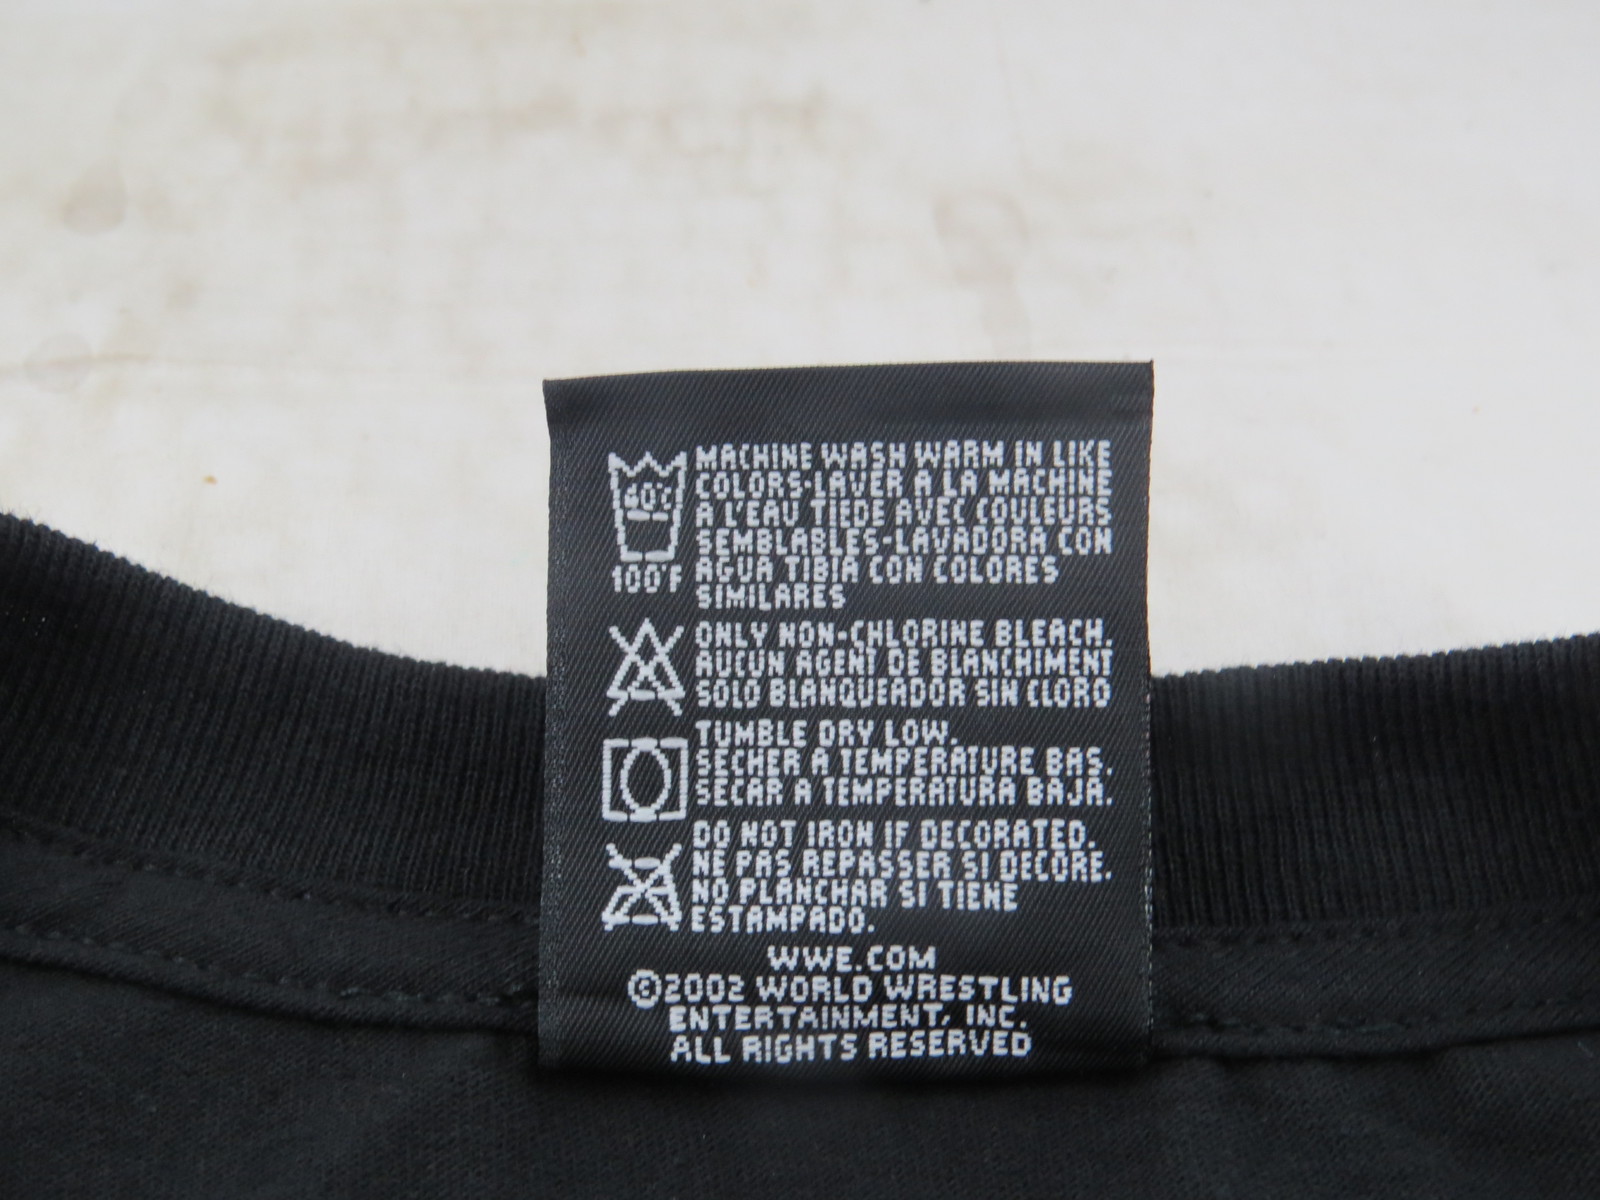 MACHINE WASH WARM IN LIKE
COLORS-LAVER A LA MACHINE
A L'EAU TIEDE AVEC COULEURS
SEMBLABLES-LAVADORA CON
AGUA TIBIA CON COLORES
SIMILARES
40°C
100°F
ONLY NON-CHLORINE BLEACH.
AUCUN AGENT DE BLANCHIMENT
SOLO BLANQUEADOR SIN CLORO
TUMBLE DRY LOW.
SECHER A TEMPERATURE BAS.
SECAR A TEMPERATURA BAJA.
DO NOT IRON IF DECORATED.
NE PAS REPASSER SI DECORE.
NO PLANCHAR SI TIENE
ESTAMPADO.
WWE.COM
©2002 WORLD WRESTLING
ENTERTAINMENT, INC.
ALL RIGHTS RESERVED